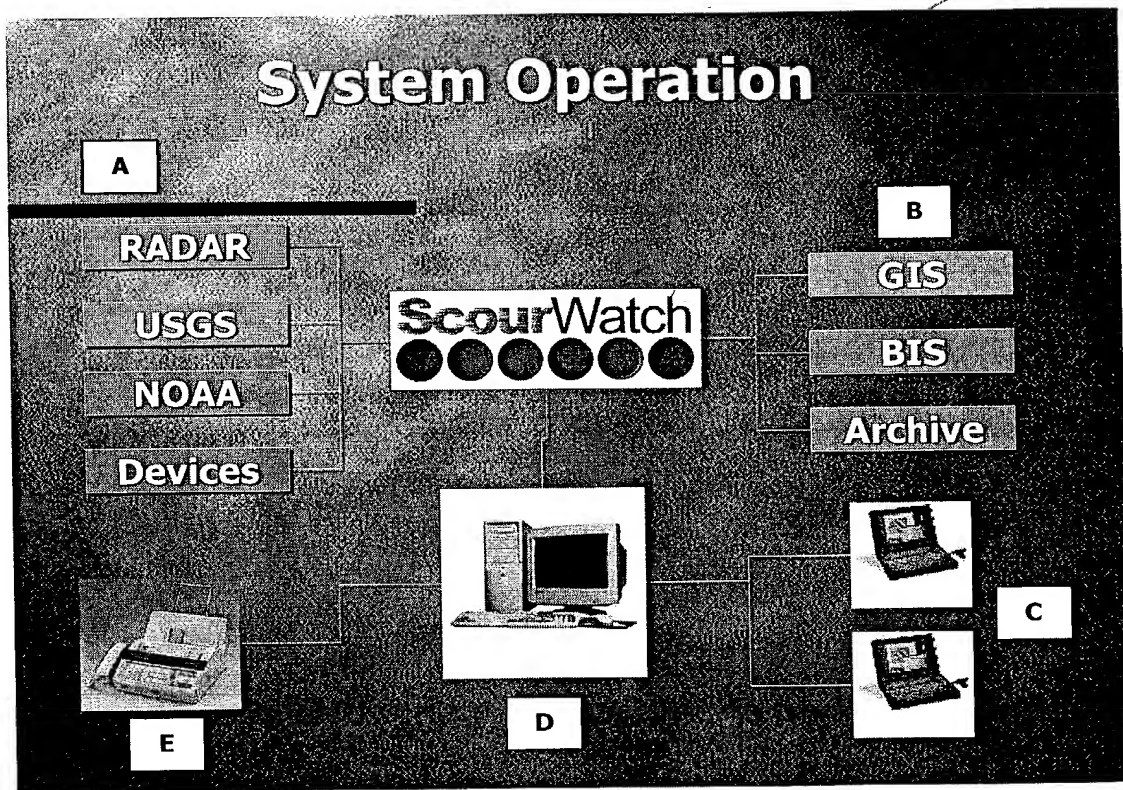 System Operation
A
B
RADAR
GIS
USGS
ScourWatch
BIS
NOAA
Archive
Devices
C
D
E